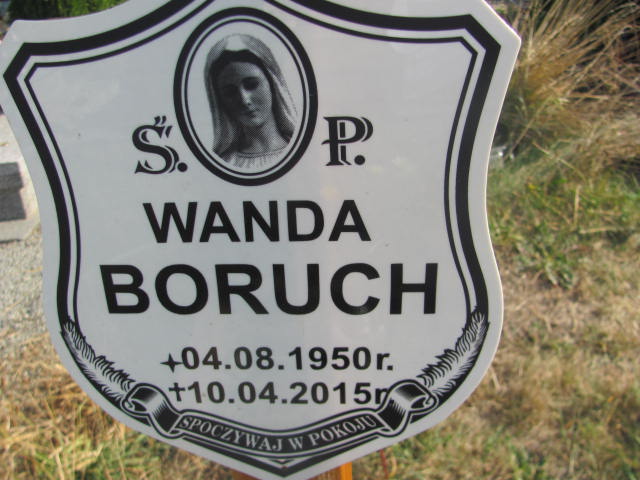 Ś. P.
WANDA
BORUCH
04.08.1950r.
†10.04.2015r
SPOCZYWAJ W POKOJU